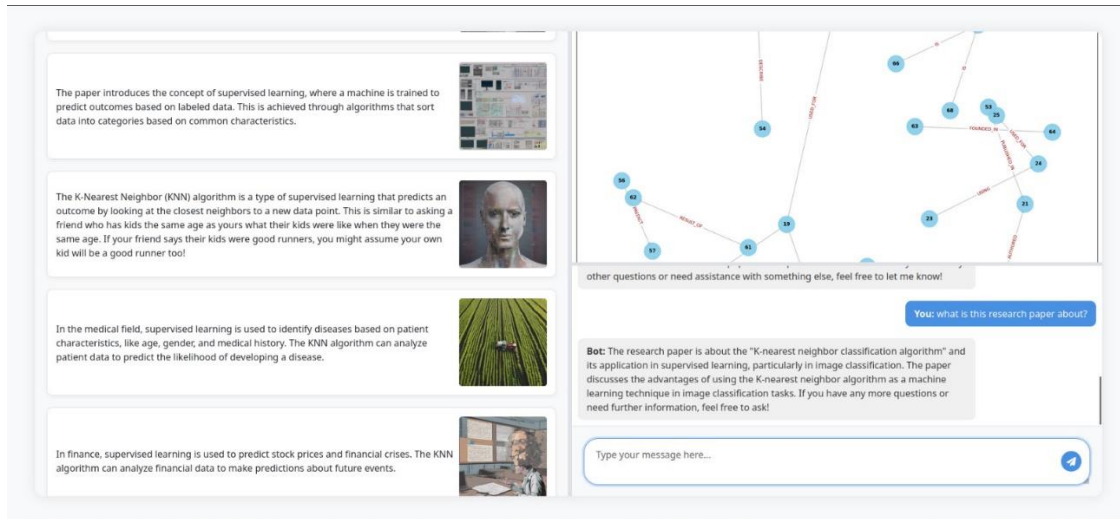 The paper introduces the concept of supervised learning, where a machine is trained to
predict outcomes based on labeled data. This is achieved through algorithms that sort
data into categories based on common characteristics.
The K-Nearest Neighbor (KNN) algorithm is a type of supervised learning that predicts an
outcome by looking at the closest neighbors to a new data point. This is similar to asking a
friend who has kids the same age as yours what their kids were like when they were the
same age. If your friend says their kids were good runners, you might assume your own
kid will be a good runner too!
In the medical field, supervised learning is used to identify diseases based on patient
characteristics, like age, gender, and medical history. The KNN algorithm can analyze
patient data to predict the likelihood of developing a disease.
In finance, supervised learning is used to predict stock prices and financial crises. The KNN
algorithm can analyze financial data to make predictions about future events.
66
IS
IS
DESCRIBES
USED_FOR
68
53
25
54
63
FOUNDED_IN
USED_FOR
64
PUBLISHED_IN
24
56
62
USING
23
21
PREDICT
RESULT_OF
19
AUTHORED
57
61
other questions or need assistance with something else, feel free to let me know!
You: what is this research paper about?
Bot: The research paper is about the "K-nearest neighbor classification algorithm" and
its application in supervised learning, particularly in image classification. The paper
discusses the advantages of using the K-nearest neighbor algorithm as a machine
learning technique in image classification tasks. If you have any more questions or
need further information, feel free to ask!
Type your message here...